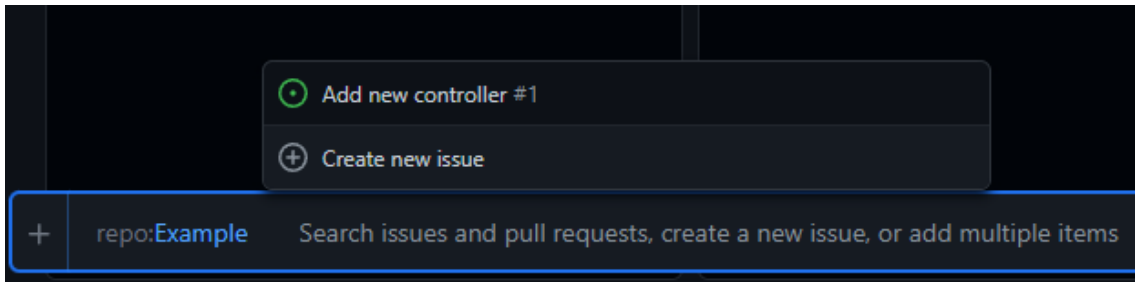 Add new controller #1
Create new issue
repo:Example Search issues and pull requests, create a new issue, or add multiple items